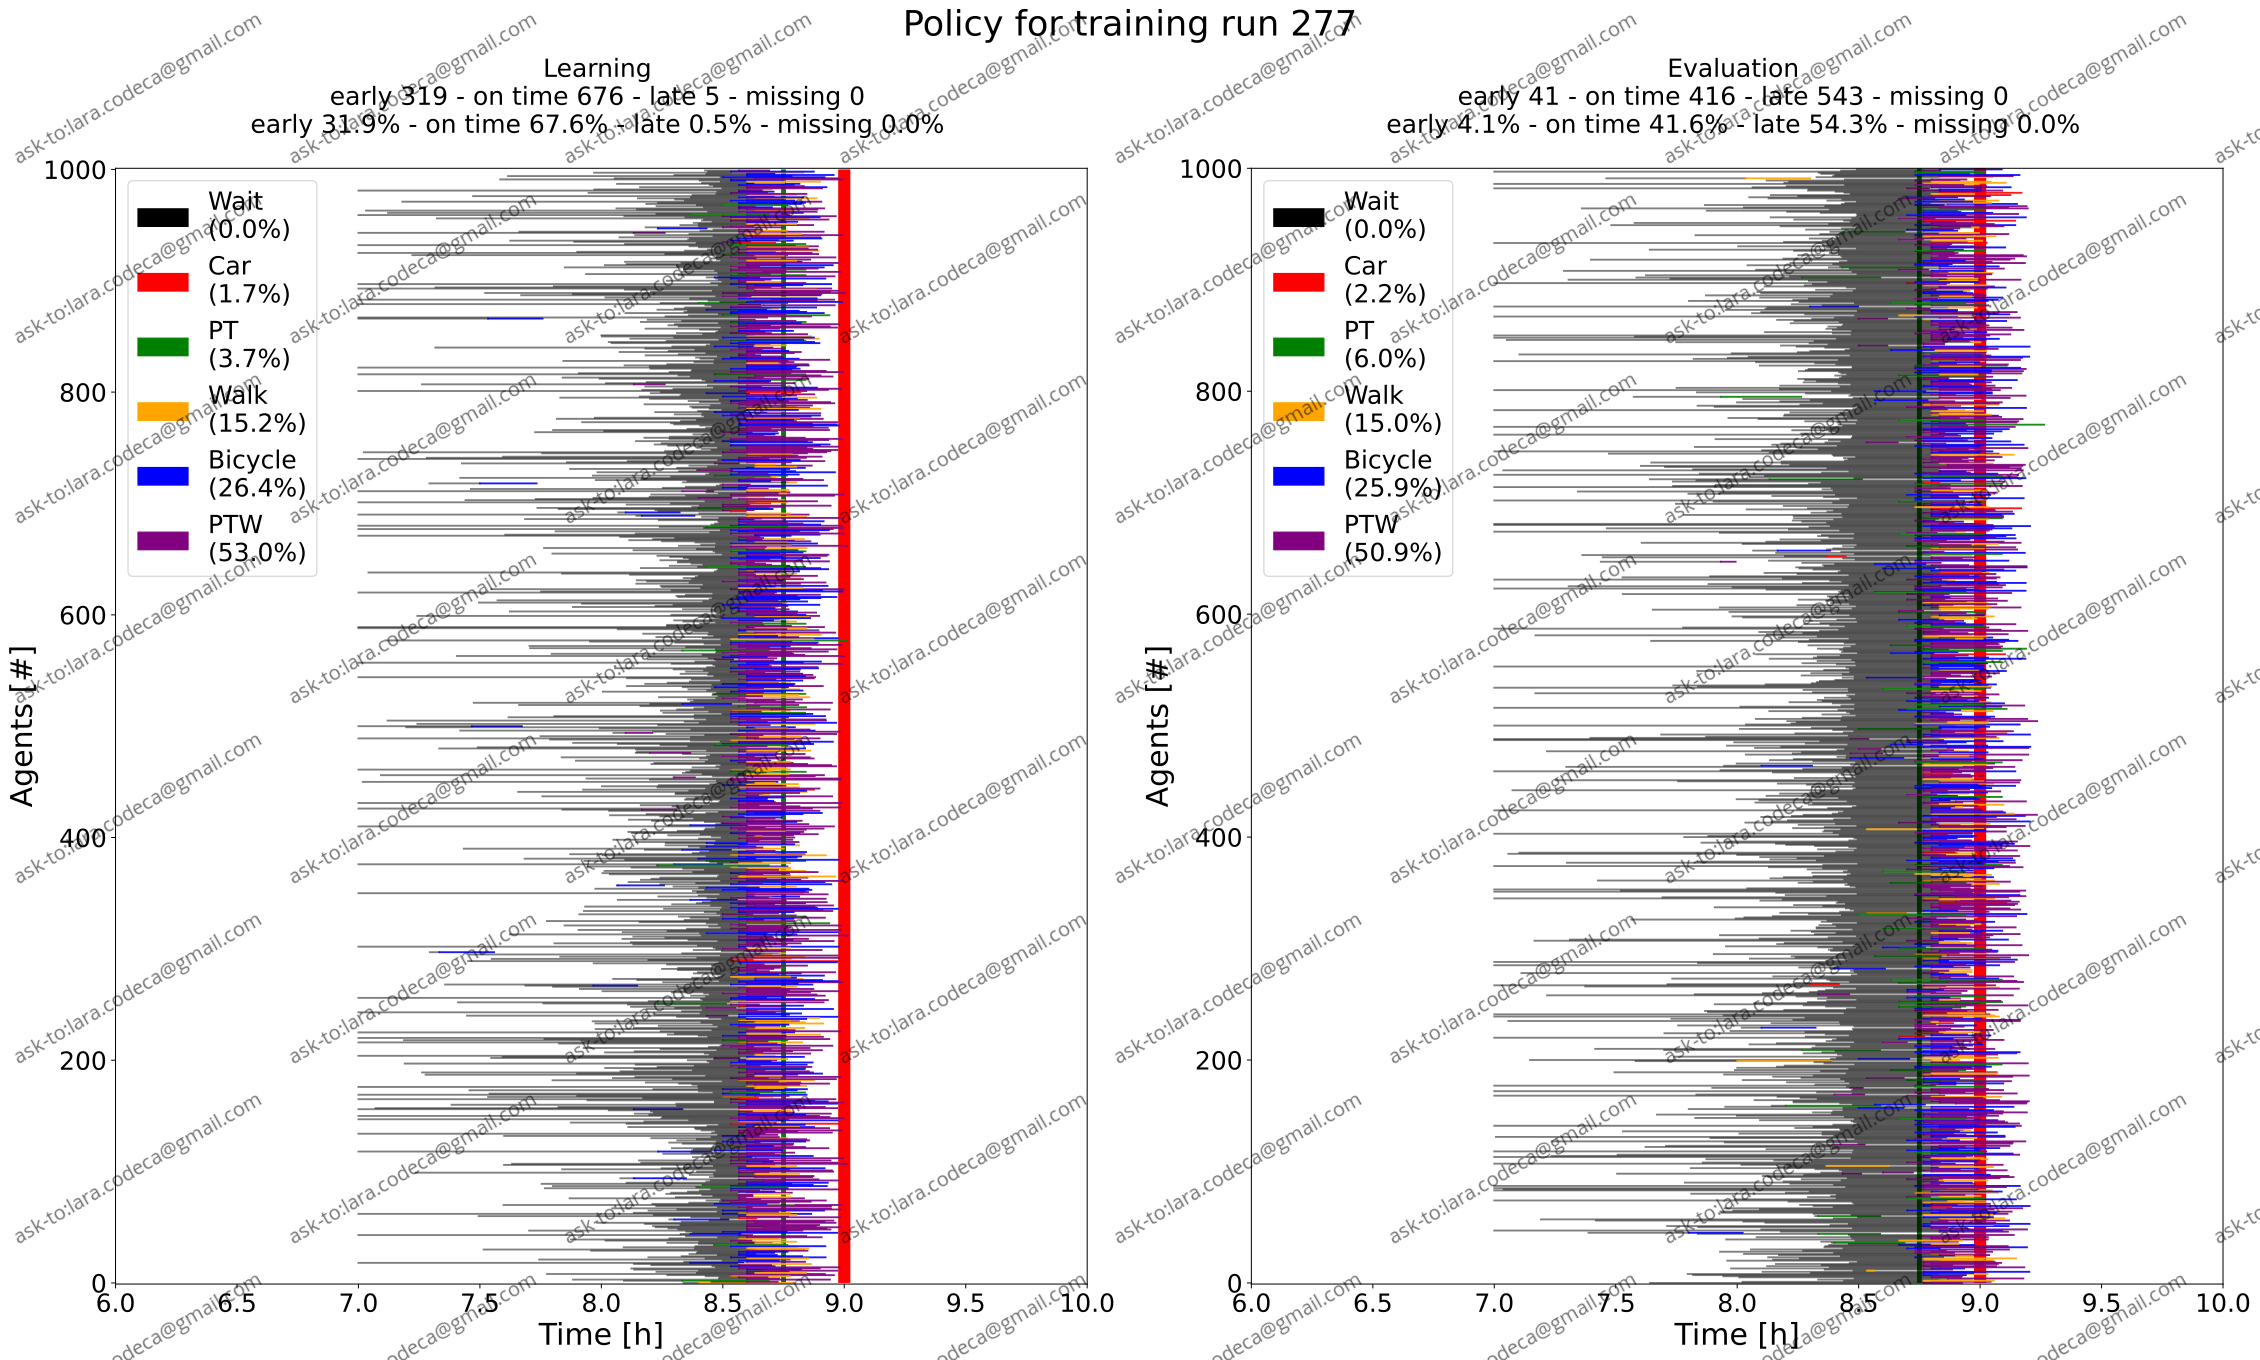 Policy for training run 277
Learning
early 319 - on time 676 - late 5 - missing 0
early 31.9% - on time 67.6% - late 0.5% - missing 0.0%
Evaluation
early 41 - on time 416 - late 543 - missing 0
early 4.1% - on time 41.6% - late 54.3% - missing 0.0%
Wait
(0.0%)
Car
(1.7%)
PT
(3.7%)
Walk
(15.2%)
Bicycle
(26.4%)
PTW
(53.0%)
1000
800
600
400
200
0
Agents [#]
6.0 6.5 7.0 7.5 8.0 8.5 9.0 9.5 10.0
Time [h]
Wait
(0.0%)
Car
(2.2%)
PT
(6.0%)
Walk
(15.0%)
Bicycle
(25.9%)
PTW
(50.9%)
1000
800
600
400
200
0
Agents [#]
6.0 6.5 7.0 7.5 8.0 8.5 9.0 9.5 10.0
Time [h]
ask-to:lara.codeca@gmail.com